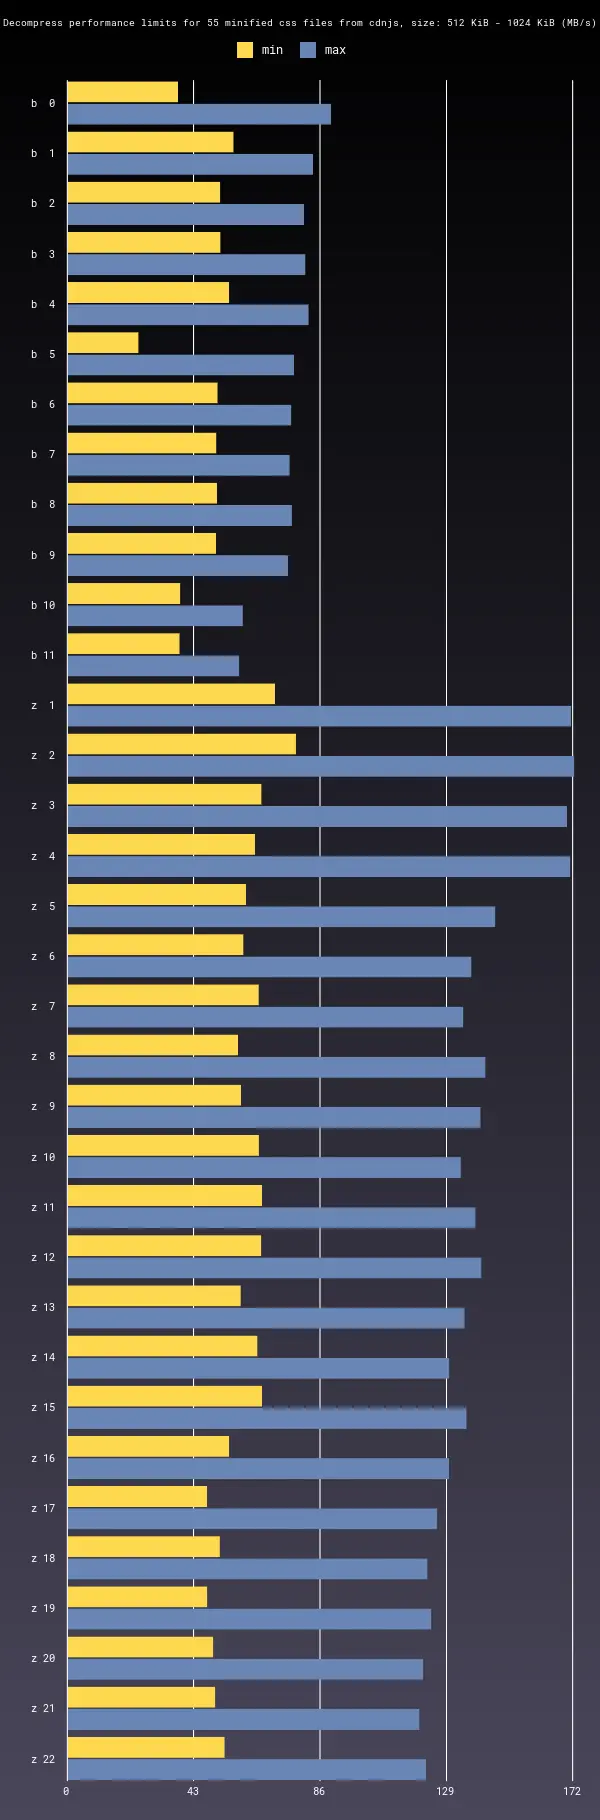 Decompress performance limits for 55 minified css files from cdnjs, size: 512 KiB - 1024 KiB (MB/s)
min max
b 0
b 1
b 2
b 3
b 4
b 5
b 6
b 7
b 8
b 9
b 10
b 11
z 1
z 2
z 3
z 4
z 5
z 6
z 7
z 8
z 9
z 10
z 11
z 12
z 13
z 14
z 15
z 16
z 17
z 18
z 19
z 20
z 21
z 22
0 43 86 129 172